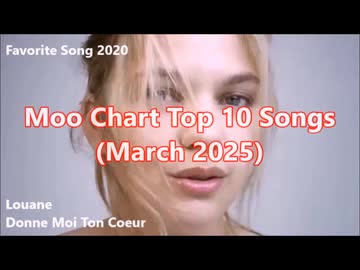 Favorite Song 2020
Moo Chart Top 10 Songs
(March 2025)
Louane
Donne Moi Ton Coeur